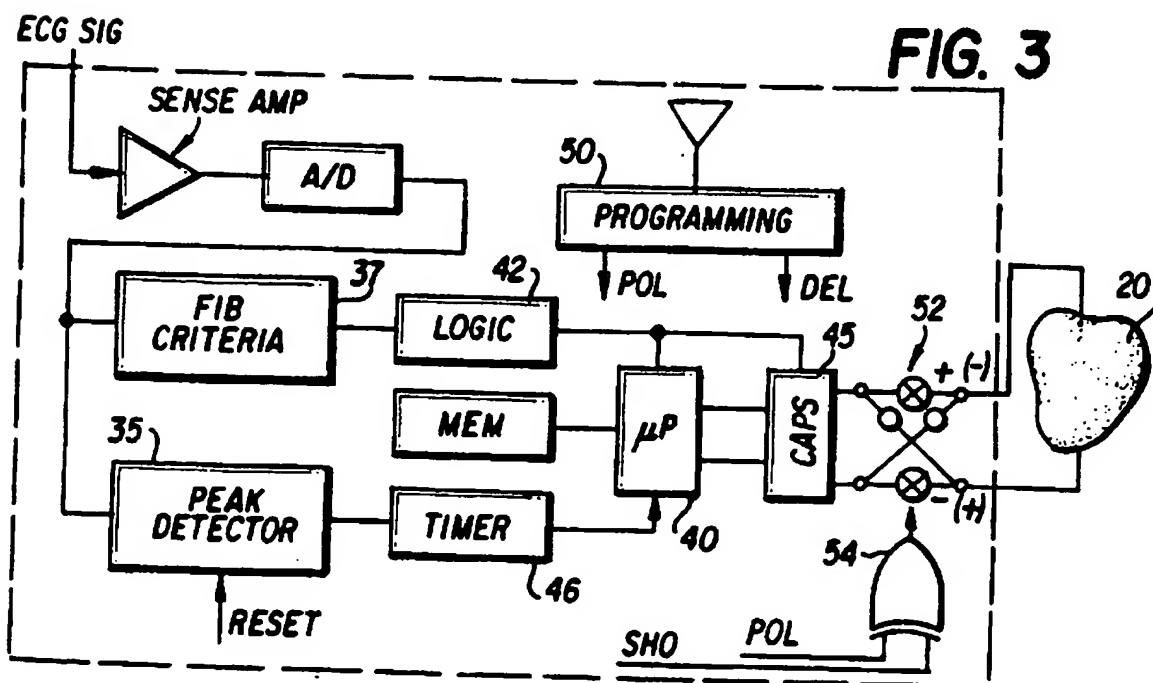 ECG SIG
FIG. 3
SENSE AMP
A/D
50
PROGRAMMING
POL
DEL
37
FIB
CRITERIA
42
LOGIC
45
52
20
+ (-)
MEM
μP
CAPS
35
PEAK
DETECTOR
TIMER
40
- (+)
46
54
RESET
SHO
POL